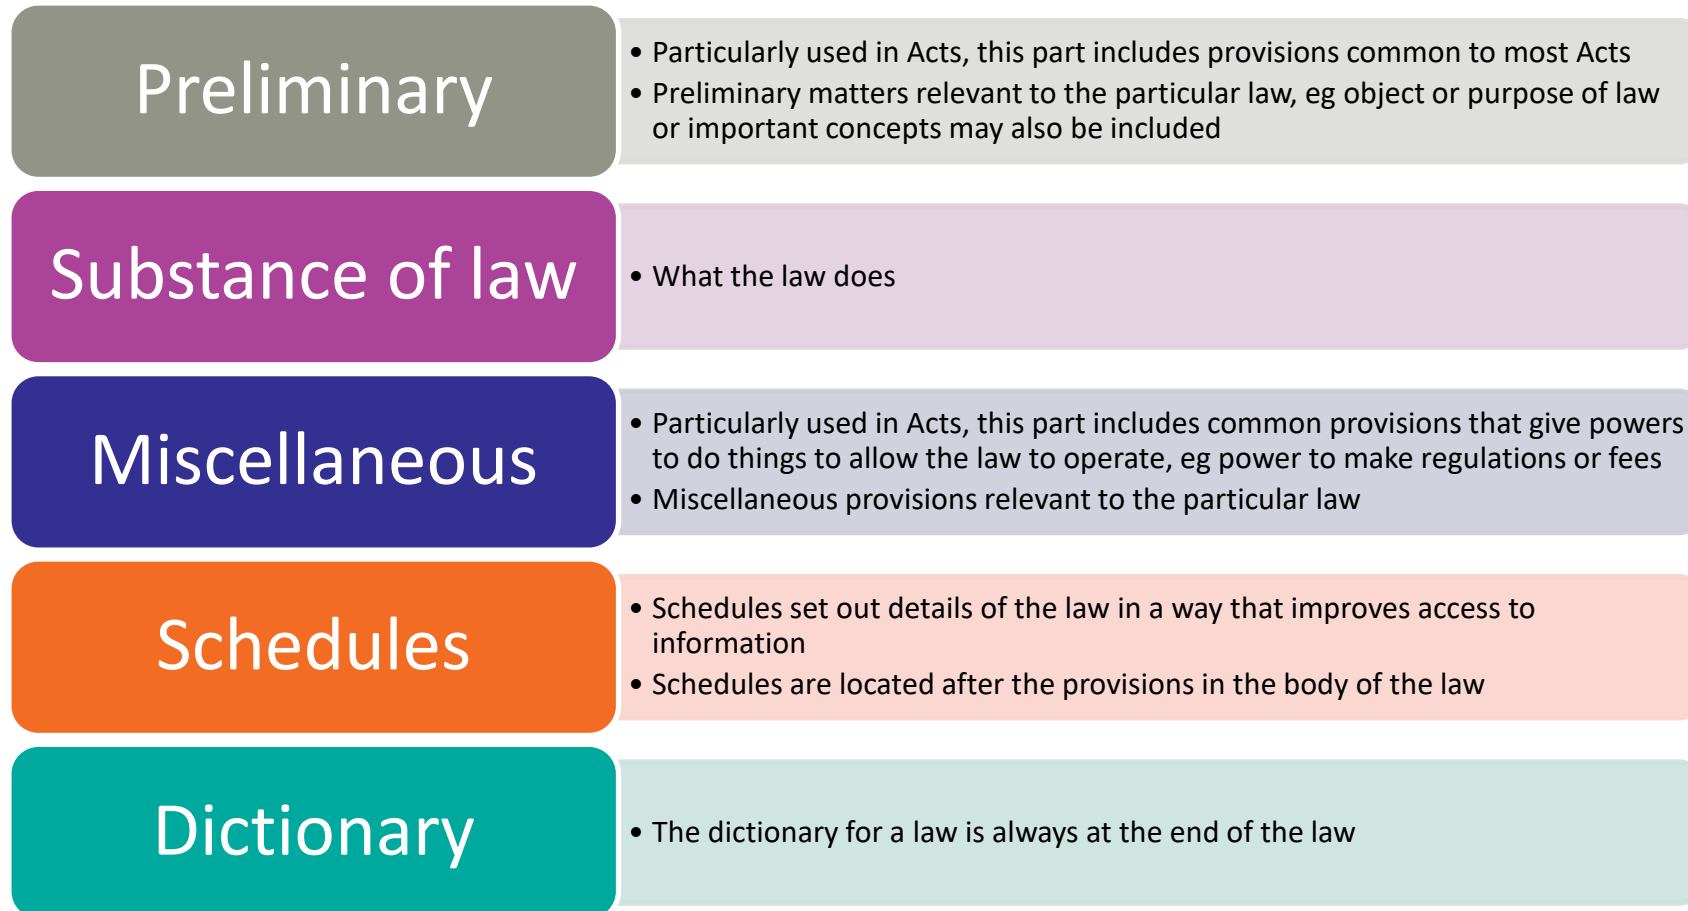 Preliminary
• Particularly used in Acts, this part includes provisions common to most Acts
• Preliminary matters relevant to the particular law, eg object or purpose of law
or important concepts may also be included
Substance of law
• What the law does
Miscellaneous
• Particularly used in Acts, this part includes common provisions that give powers
to do things to allow the law to operate, eg power to make regulations or fees
• Miscellaneous provisions relevant to the particular law
Schedules
• Schedules set out details of the law in a way that improves access to
information
• Schedules are located after the provisions in the body of the law
Dictionary
• The dictionary for a law is always at the end of the law